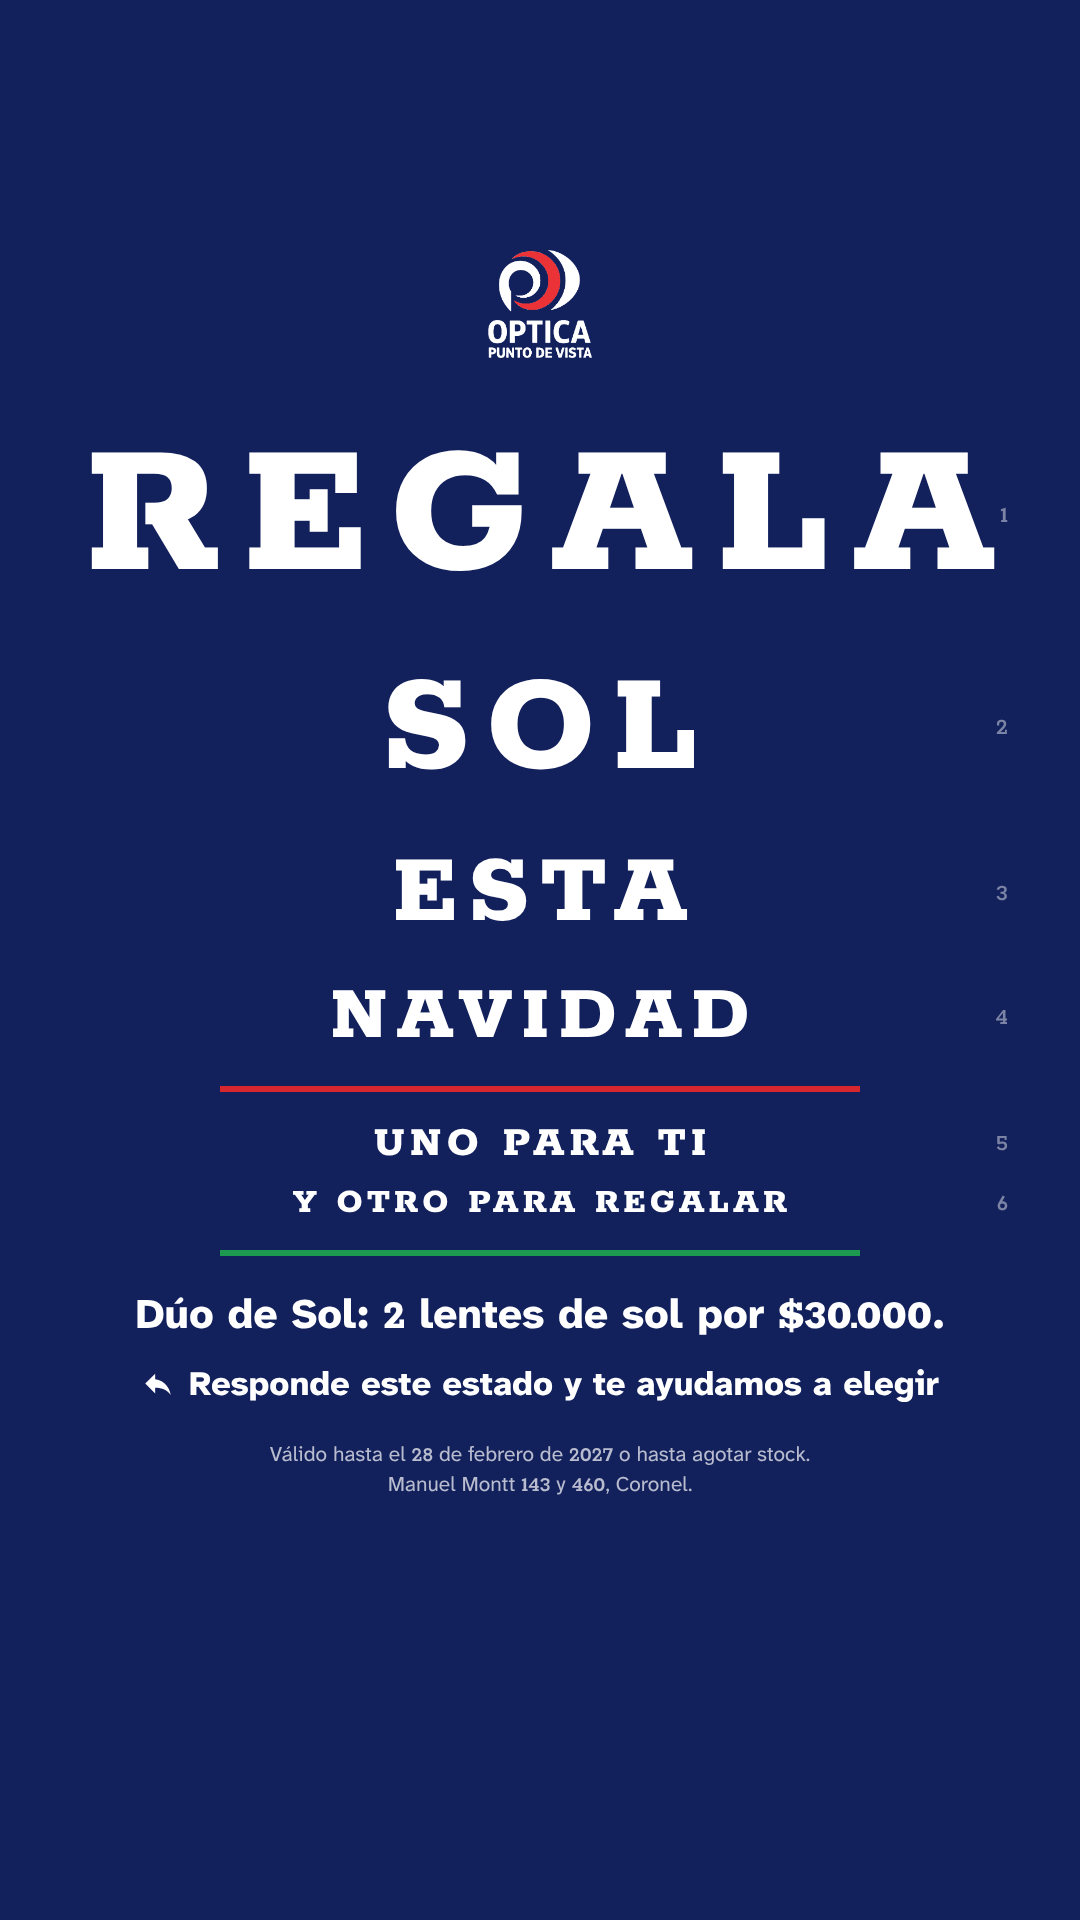 OPTICA
PUNTO DE VISTA
REGALA 1
SOL 2
ESTA 3
NAVIDAD 4
UNO PARA TI 5
Y OTRO PARA REGALAR 6
Dúo de Sol: 2 lentes de sol por $30.000.
Responde este estado y te ayudamos a elegir
Válido hasta el 28 de febrero de 2027 o hasta agotar stock.
Manuel Montt 143 y 460, Coronel.